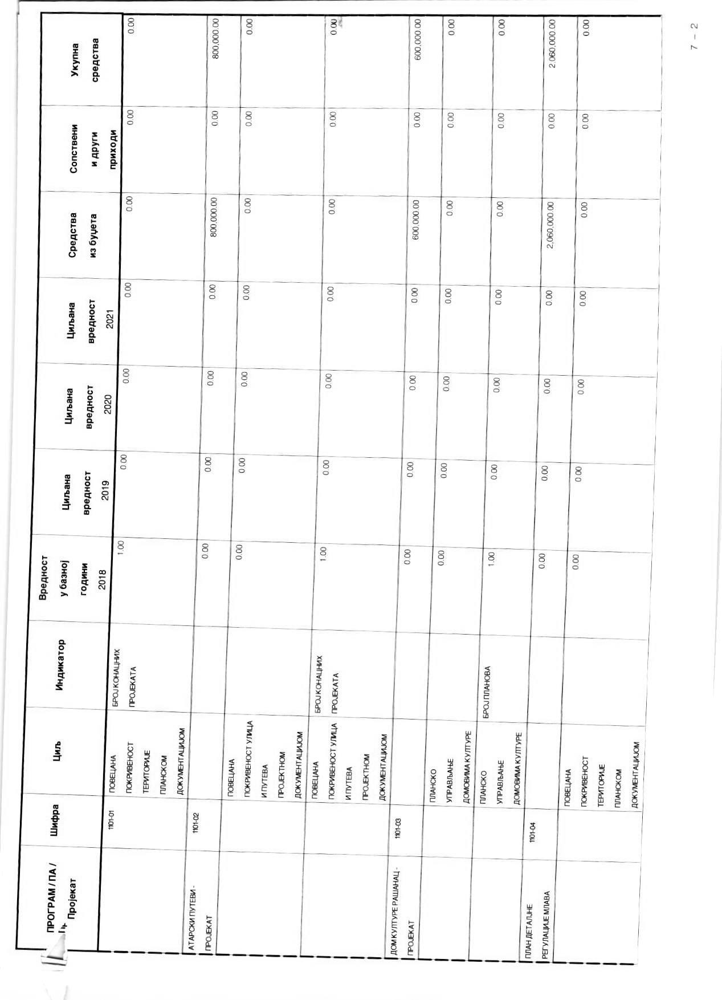 ПРОГРАМ / ПА / Пројекат | Шифра | Циљ | Индикатор | Вредност у базној години 2018 | Циљана вредност 2019 | Циљана вредност 2020 | Циљана вредност 2021 | Средства из буџета | Сопствени и други приходи | Укупна средства
1101-01 | ПОВЕЦАНА | БРОЈ КОНАЦНИХ | 1.00 | 0.00 | 0.00 | 0.00 | 0.00 | 0.00 | 0.00
ПОКРИВЕНОСТ | ПРОЈЕКАТА
ТЕРИТОРИЈЕ
ПЛАНСКОМ
ДОКУМЕНТАЦИЈОМ
АТАРСКИ ПУТЕВИ - | 1101-02 | 0.00 | 0.00 | 0.00 | 0.00 | 800,000.00 | 0.00 | 800,000.00
ПРОЈЕКАТ
ПОВЕЦАНА | 0.00 | 0.00 | 0.00 | 0.00 | 0.00 | 0.00 | 0.00
ПОКРИВЕНОСТ УЛИЦА
И ПУТЕВА
ПРОЈЕКТНОМ
ДОКУМЕНТАЦИЈОМ
ПОВЕЦАНА | БРОЈ КОНАЦНИХ | 1.00 | 0.00 | 0.00 | 0.00 | 0.00 | 0.00 | 0.00
ПОКРИВЕНОСТ УЛИЦА | ПРОЈЕКАТА
И ПУТЕВА
ПРОЈЕКТНОМ
ДОКУМЕНТАЦИЈОМ
ДОМ КУЛТУРЕ РАШАНАЦ - | 1101-03 | 0.00 | 0.00 | 0.00 | 0.00 | 600,000.00 | 0.00 | 600,000.00
ПРОЈЕКАТ
ПЛАНСКО | 0.00 | 0.00 | 0.00 | 0.00 | 0.00 | 0.00 | 0.00
УПРАВЉАЊЕ
ДОМОВИМА КУЛТУРЕ
ПЛАНСКО | БРОЈ ПЛАНОВА | 1.00 | 0.00 | 0.00 | 0.00 | 0.00 | 0.00 | 0.00
УПРАВЉАЊЕ
ДОМОВИМА КУЛТУРЕ
ПЛАН ДЕТАЛЈНЕ | 1101-04 | 0.00 | 0.00 | 0.00 | 0.00 | 2,060,000.00 | 0.00 | 2.060,000.00
РЕГУЛАЦИЈЕ МЛАВА
ПОВЕЦАНА | 0.00 | 0.00 | 0.00 | 0.00 | 0.00 | 0.00 | 0.00
ПОКРИВЕНОСТ
ТЕРИТОРИЈЕ
ПЛАНСКОМ
ДОКУМЕНТАЦИЈОМ
7 - 2